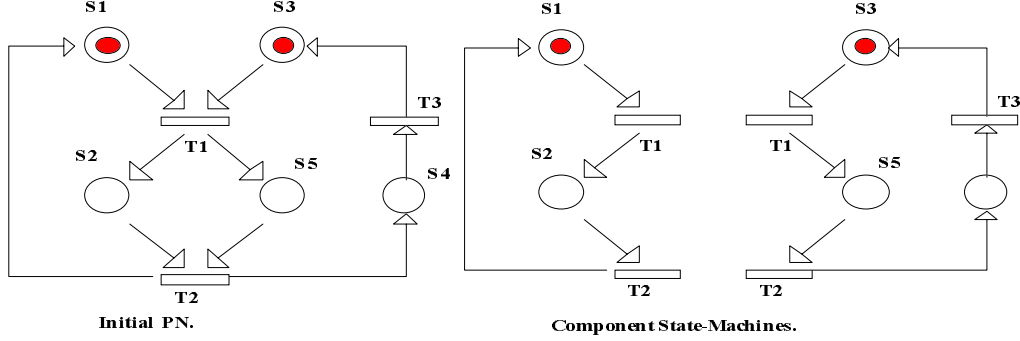 S1 S3 S1 S3
T3 T3
T1 T1 T1
S2 S5 S4 S2 S5
T2 T2 T2
Initial PN. Component State-Machines.